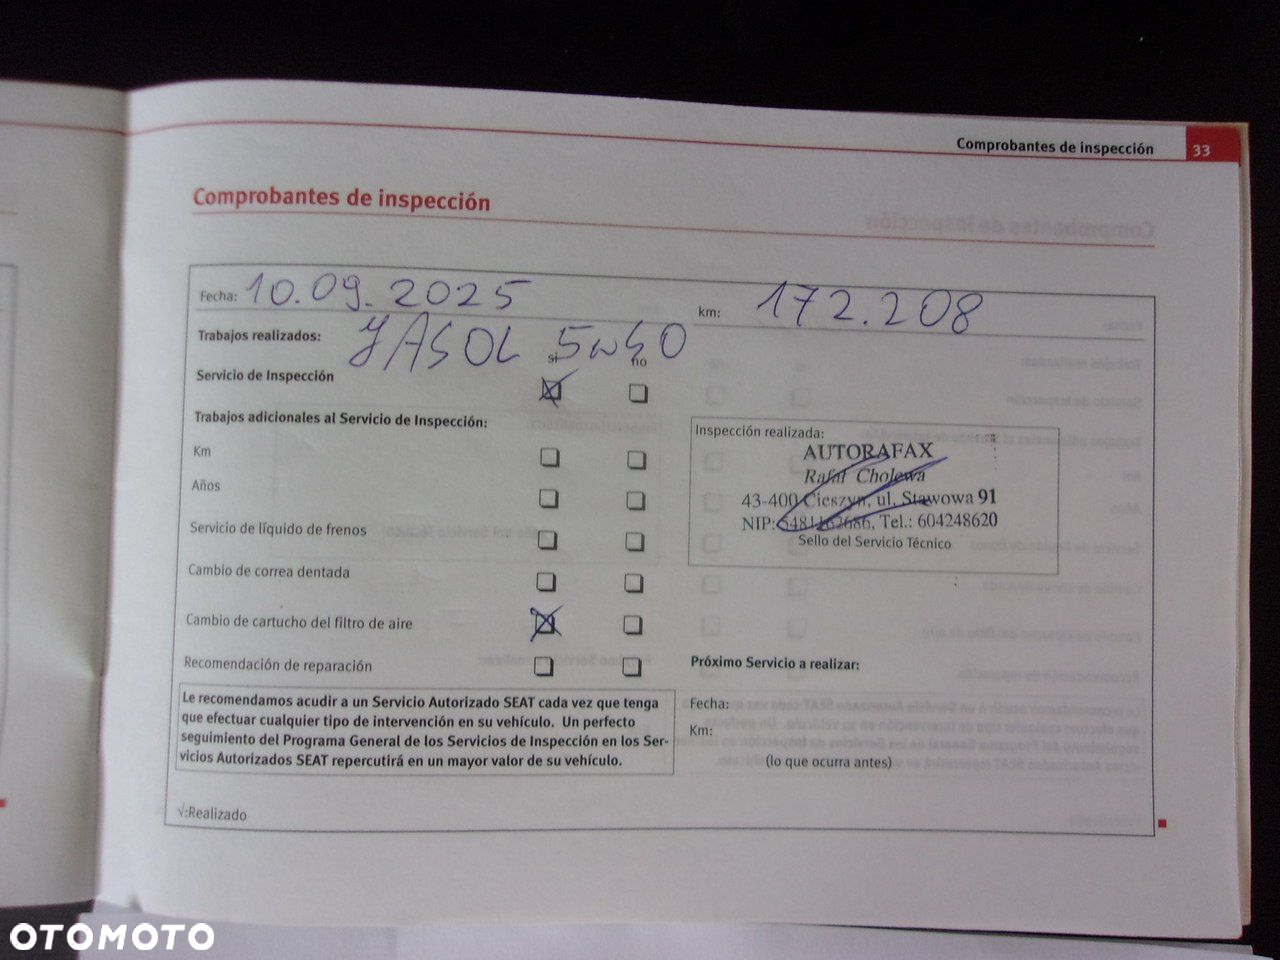 Comprobantes de inspección 33
Comprobantes de inspección
Fecha: 10.09.2025
km: 172.208
Trabajos realizados: YASOL 5W40
sí no
Servicio de Inspección
Trabajos adicionales al Servicio de Inspección:
Km
Años
Servicio de líquido de frenos
Cambio de correa dentada
Cambio de cartucho del filtro de aire
Recomendación de reparación
Inspección realizada:
AUTORAFAX
Rafał Cholewa
43-400 Cieszyn, ul. Stawowa 91
NIP: 5481162686, Tel.: 604248620
Sello del Servicio Técnico
Próximo Servicio a realizar:
Fecha:
Km:
(lo que ocurra antes)
Le recomendamos acudir a un Servicio Autorizado SEAT cada vez que tenga
que efectuar cualquier tipo de intervención en su vehículo. Un perfecto
seguimiento del Programa General de los Servicios de Inspección en los Ser-
vicios Autorizados SEAT repercutirá en un mayor valor de su vehículo.
√:Realizado
OTOMOTO